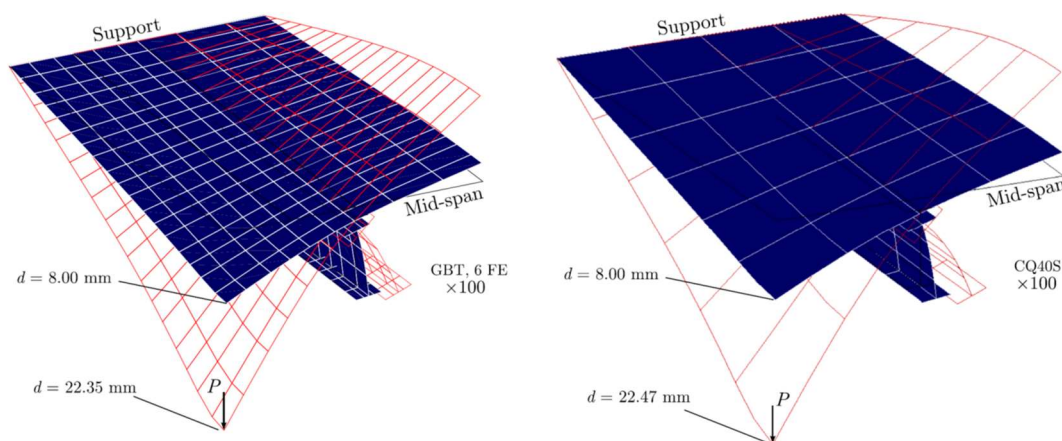 Support
Mid-span
GBT, 6 FE
×100
d = 8.00 mm
P
d = 22.35 mm
Support
Mid-span
CQ40S
×100
d = 8.00 mm
P
d = 22.47 mm